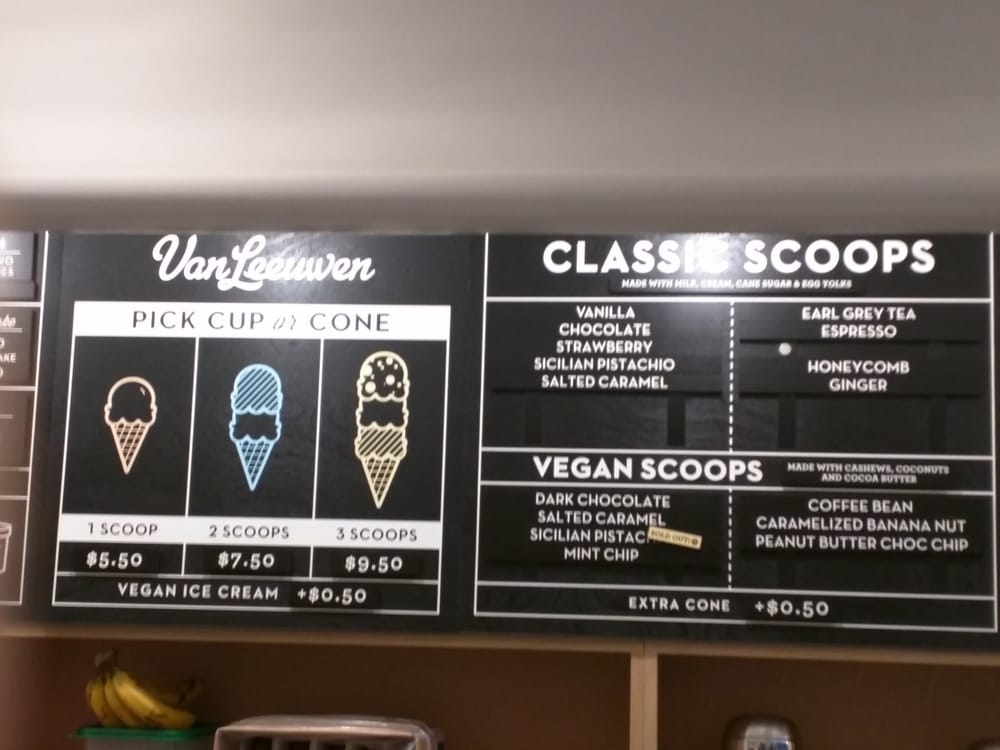 Van Leeuwen
PICK CUP or CONE
1 SCOOP
2 SCOOPS
3 SCOOPS
$5.50
$7.50
$9.50
VEGAN ICE CREAM +$0.50
CLASSIC SCOOPS
MADE WITH MILK, CREAM, CANE SUGAR & EGG YOLKS
VANILLA
CHOCOLATE
STRAWBERRY
SICILIAN PISTACHIO
SALTED CARAMEL
EARL GREY TEA
ESPRESSO
HONEYCOMB
GINGER
VEGAN SCOOPS
MADE WITH CASHEWS, COCONUTS
AND COCOA BUTTER
DARK CHOCOLATE
SALTED CARAMEL
SICILIAN PISTAC
SOLD OUT!
MINT CHIP
COFFEE BEAN
CARAMELIZED BANANA NUT
PEANUT BUTTER CHOC CHIP
EXTRA CONE +$0.50